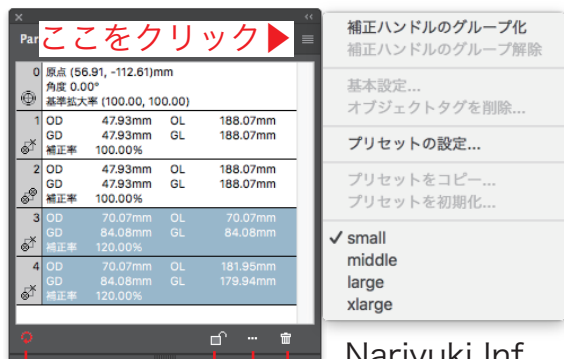 Par
ここをクリック▶
0 原点 (56.91, -112.61)mm
角度 0.00°
基準拡大率 (100.00, 100.00)
1 OD 47.93mm OL 188.07mm
GD 47.93mm GL 188.07mm
補正率 100.00%
2 OD 47.93mm OL 188.07mm
GD 47.93mm GL 188.07mm
補正率 100.00%
3 OD 70.07mm OL 70.07mm
GD 84.08mm GL 84.08mm
補正率 120.00%
4 OD 70.07mm OL 181.95mm
GD 84.08mm GL 179.94mm
補正率 120.00%
補正ハンドルのグループ化
補正ハンドルのグループ解除
基本設定...
オブジェクトタグを削除...
プリセットの設定...
プリセットをコピー...
プリセットを初期化...
✓ small
middle
large
xlarge
Nariyuki Inf